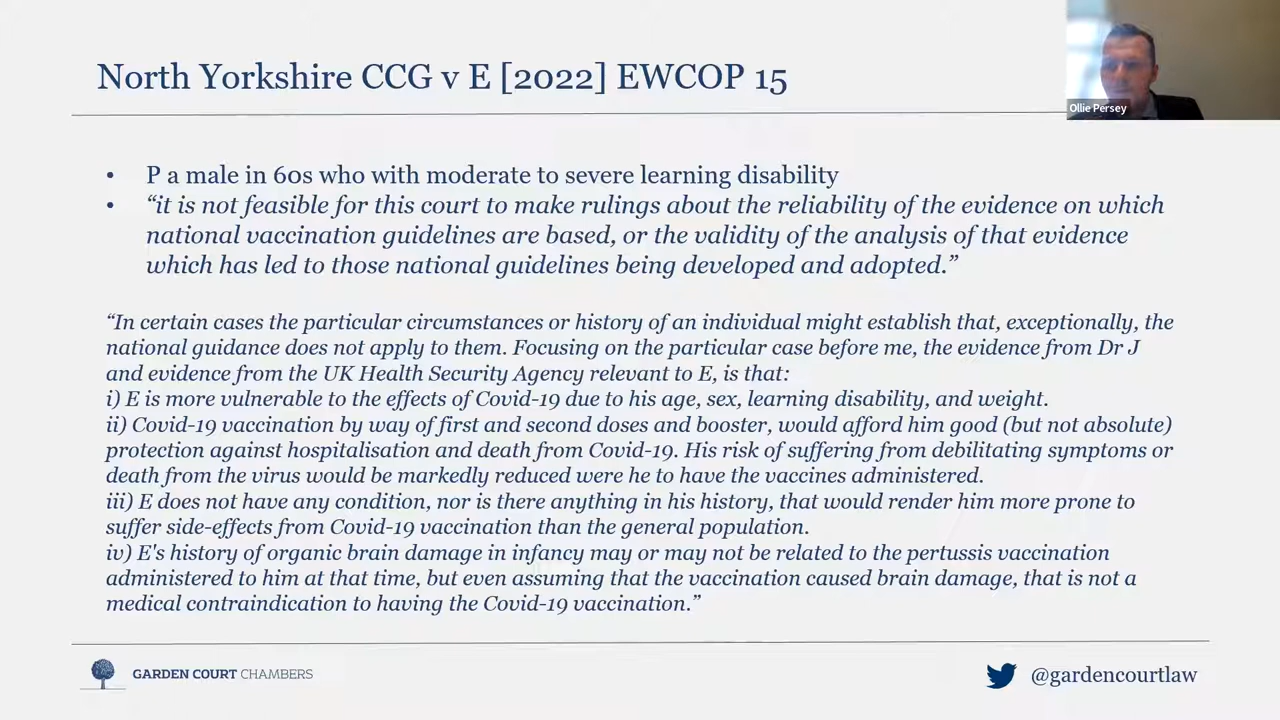 North Yorkshire CCG v E [2022] EWCOP 15
Ollie Persey
• P a male in 60s who with moderate to severe learning disability
• “it is not feasible for this court to make rulings about the reliability of the evidence on which
national vaccination guidelines are based, or the validity of the analysis of that evidence
which has led to those national guidelines being developed and adopted.”
“In certain cases the particular circumstances or history of an individual might establish that, exceptionally, the
national guidance does not apply to them. Focusing on the particular case before me, the evidence from Dr J
and evidence from the UK Health Security Agency relevant to E, is that:
i) E is more vulnerable to the effects of Covid-19 due to his age, sex, learning disability, and weight.
ii) Covid-19 vaccination by way of first and second doses and booster, would afford him good (but not absolute)
protection against hospitalisation and death from Covid-19. His risk of suffering from debilitating symptoms or
death from the virus would be markedly reduced were he to have the vaccines administered.
iii) E does not have any condition, nor is there anything in his history, that would render him more prone to
suffer side-effects from Covid-19 vaccination than the general population.
iv) E's history of organic brain damage in infancy may or may not be related to the pertussis vaccination
administered to him at that time, but even assuming that the vaccination caused brain damage, that is not a
medical contraindication to having the Covid-19 vaccination.”
GARDEN COURT CHAMBERS
@gardencourtlaw